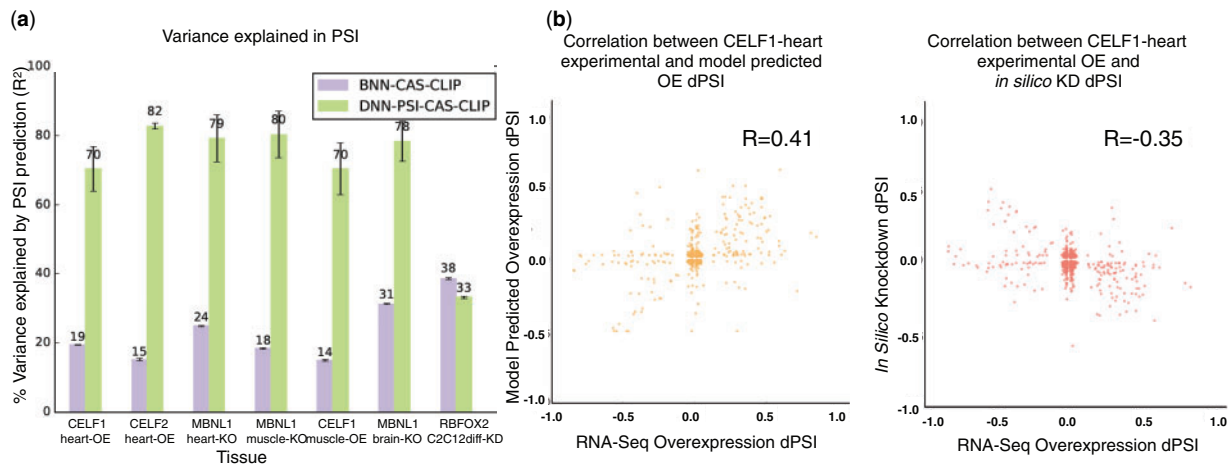 (a)
Variance explained in PSI
% Variance explained by PSI prediction (R²)
100
80
60
40
20
0
BNN-CAS-CLIP
DNN-PSI-CAS-CLIP
19
70
15
82
24
79
18
80
14
70
31
78
38
33
CELF1
heart-OE
CELF2
heart-OE
MBNL1
heart-KO
MBNL1
muscle-KO
CELF1
muscle-OE
MBNL1
brain-KO
RBFOX2
C2C12diff-KD
Tissue
(b)
Correlation between CELF1-heart
experimental and model predicted
OE dPSI
Model Predicted Overexpression dPSI
1.0
0.5
0.0
-0.5
-1.0
R=0.41
-1.0
-0.5
0.0
0.5
1.0
RNA-Seq Overexpression dPSI
Correlation between CELF1-heart
experimental OE and
in silico KD dPSI
In Silico Knockdown dPSI
1.0
0.5
0.0
-0.5
-1.0
R=-0.35
-1.0
-0.5
0.0
0.5
1.0
RNA-Seq Overexpression dPSI